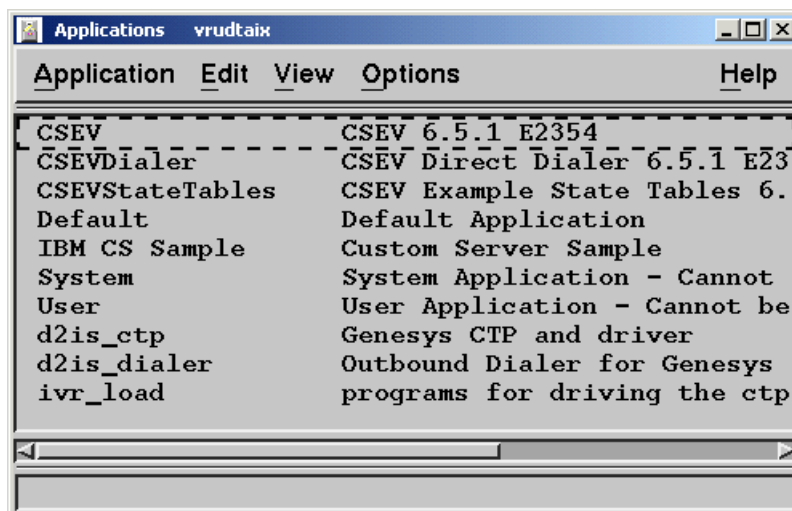 Applications vrudtaix
Application Edit View Options Help
CSEV CSEV 6.5.1 E2354
CSEVDialer CSEV Direct Dialer 6.5.1 E23
CSEVStateTables CSEV Example State Tables 6.
Default Default Application
IBM CS Sample Custom Server Sample
System System Application - Cannot
User User Application - Cannot be
d2is_ctp Genesys CTP and driver
d2is_dialer Outbound Dialer for Genesys
ivr_load programs for driving the ctp